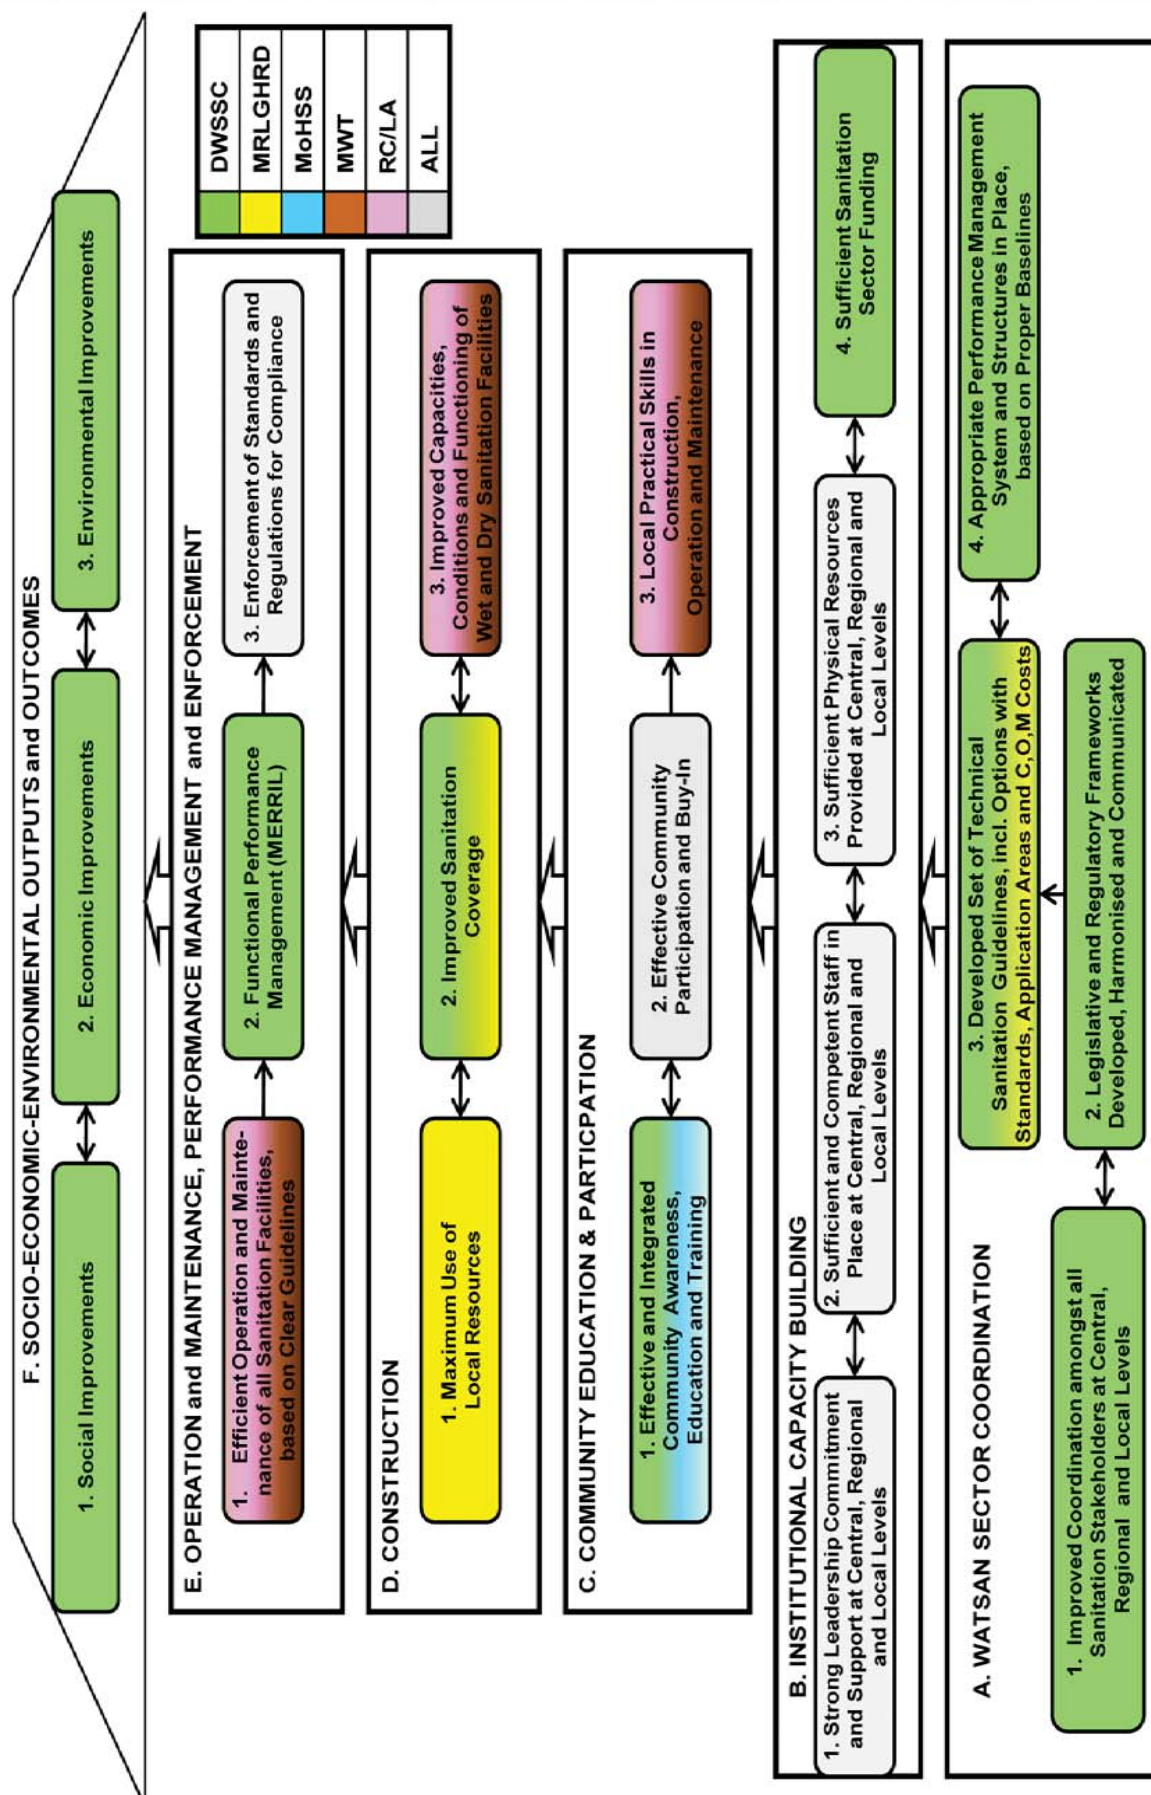 F. SOCIO-ECONOMIC-ENVIRONMENTAL OUTPUTS and OUTCOMES
1. Social Improvements
2. Economic Improvements
3. Environmental Improvements
DWSSC
MRLGHRD
MoHSS
MWT
RC/LA
ALL
E. OPERATION and MAINTENANCE, PERFORMANCE MANAGEMENT and ENFORCEMENT
1. Efficient Operation and Mainte-
nance of all Sanitation Facilities,
based on Clear Guidelines
2. Functional Performance
Management (MERRIL)
3. Enforcement of Standards and
Regulations for Compliance
D. CONSTRUCTION
1. Maximum Use of
Local Resources
2. Improved Sanitation
Coverage
3. Improved Capacities,
Conditions and Functioning of
Wet and Dry Sanitation Facilities
C. COMMUNITY EDUCATION & PARTICPATION
1. Effective and Integrated
Community Awareness,
Education and Training
2. Effective Community
Participation and Buy-In
3. Local Practical Skills in
Construction,
Operation and Maintenance
B. INSTITUTIONAL CAPACITY BUILDING
1. Strong Leadership Commitment
and Support at Central, Regional
and Local Levels
2. Sufficient and Competent Staff in
Place at Central, Regional and
Local Levels
3. Sufficient Physical Resources
Provided at Central, Regional and
Local Levels
4. Sufficient Sanitation
Sector Funding
A. WATSAN SECTOR COORDINATION
1. Improved Coordination amongst all
Sanitation Stakeholders at Central,
Regional and Local Levels
2. Legislative and Regulatory Frameworks
Developed, Harmonised and Communicated
3. Developed Set of Technical
Sanitation Guidelines, incl. Options with
Standards, Application Areas and C,O,M Costs
4. Appropriate Performance Management
System and Structures in Place,
based on Proper Baselines